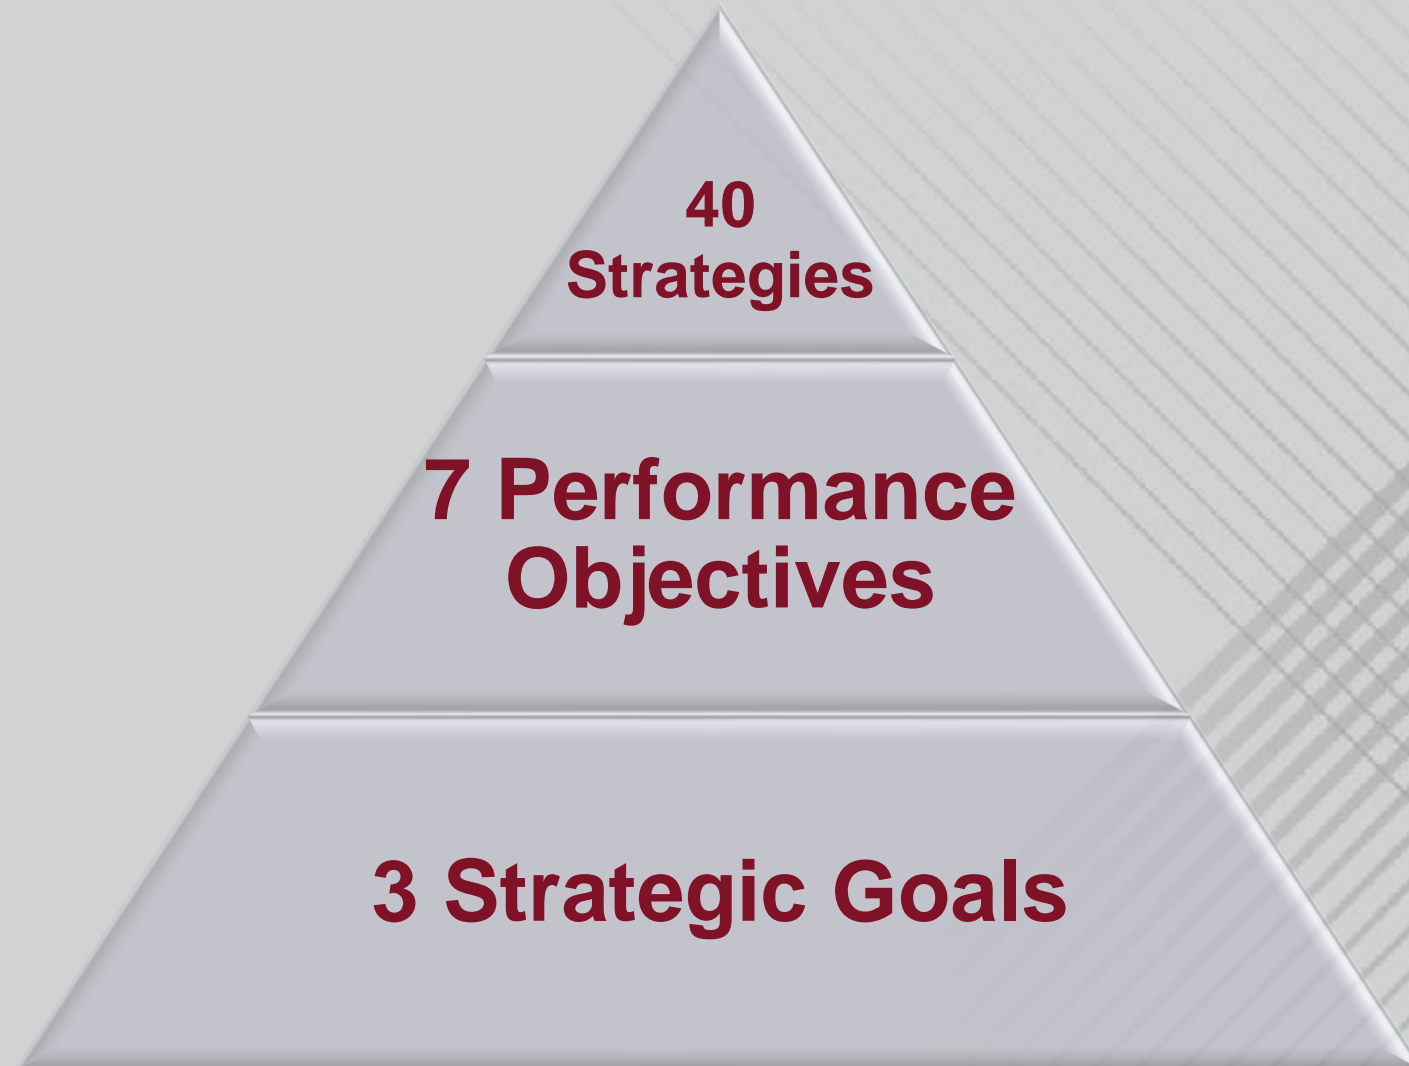 40
Strategies
7 Performance
Objectives
3 Strategic Goals